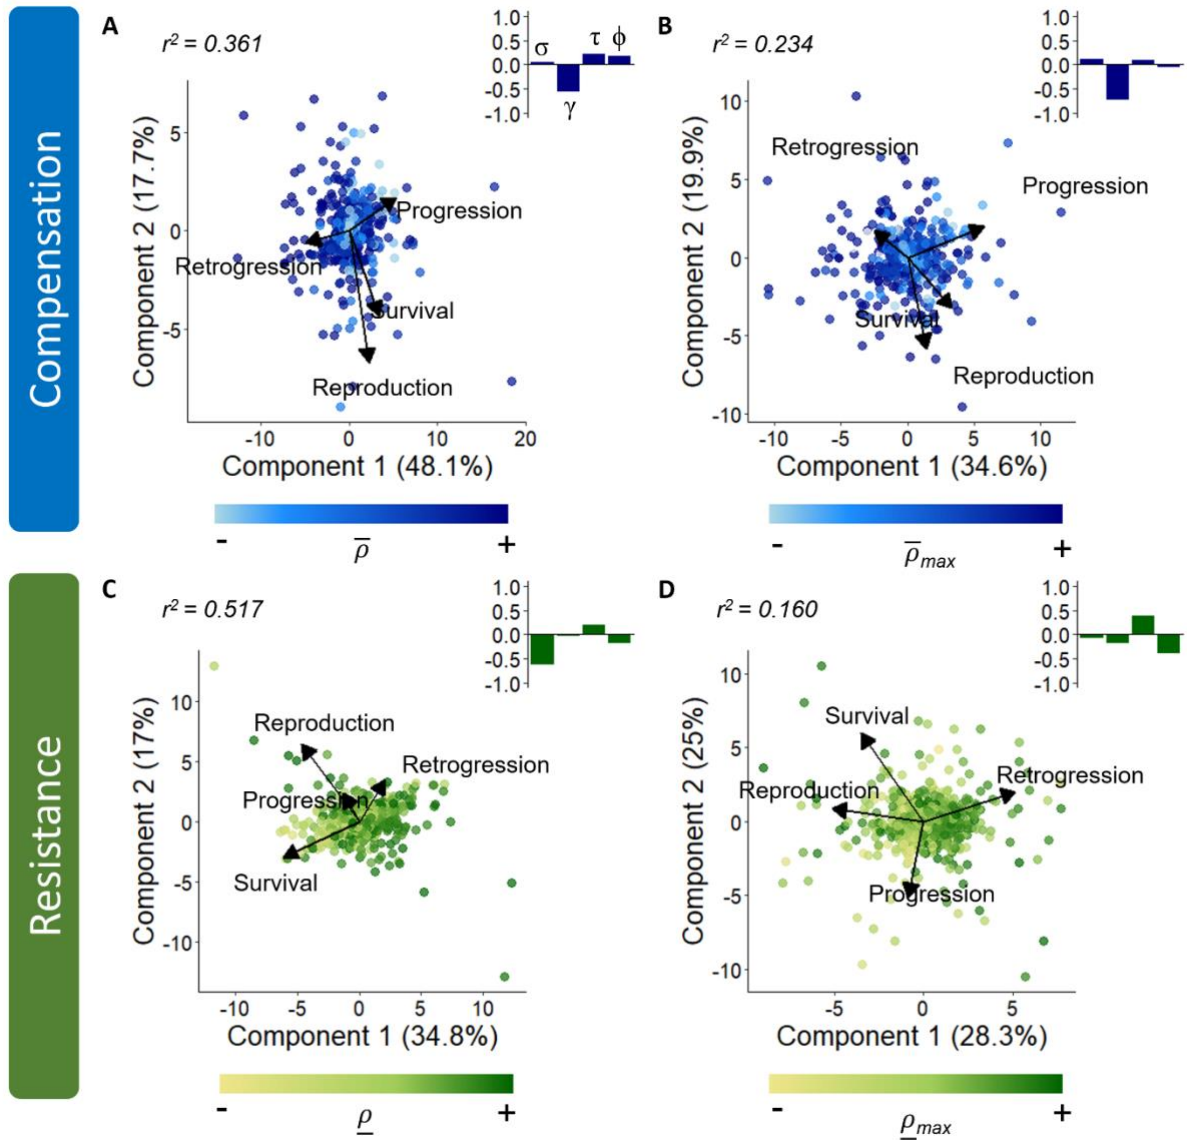 Compensation
A
r² = 0.361
1.0
0.5
0.0
-0.5
-1.0
σ
γ
τ
ϕ
Component 2 (17.7%)
5
0
-5
Progression
Retrogression
Survival
Reproduction
-10
0
10
20
Component 1 (48.1%)
-
ρ̅
+
B
r² = 0.234
1.0
0.5
0.0
-0.5
-1.0
Component 2 (19.9%)
10
5
0
-5
-10
Retrogression
Progression
Survival
Reproduction
-10
-5
0
5
10
Component 1 (34.6%)
-
ρ̅max
+
Resistance
C
r² = 0.517
1.0
0.5
0.0
-0.5
-1.0
Component 2 (17%)
10
5
0
-5
-10
Reproduction
Retrogression
Progression
Survival
-10
-5
0
5
10
Component 1 (34.8%)
-
ρ̲
+
D
r² = 0.160
1.0
0.5
0.0
-0.5
-1.0
Component 2 (25%)
10
5
0
-5
-10
Survival
Retrogression
Reproduction
Progression
-5
0
5
Component 1 (28.3%)
-
ρ̲max
+